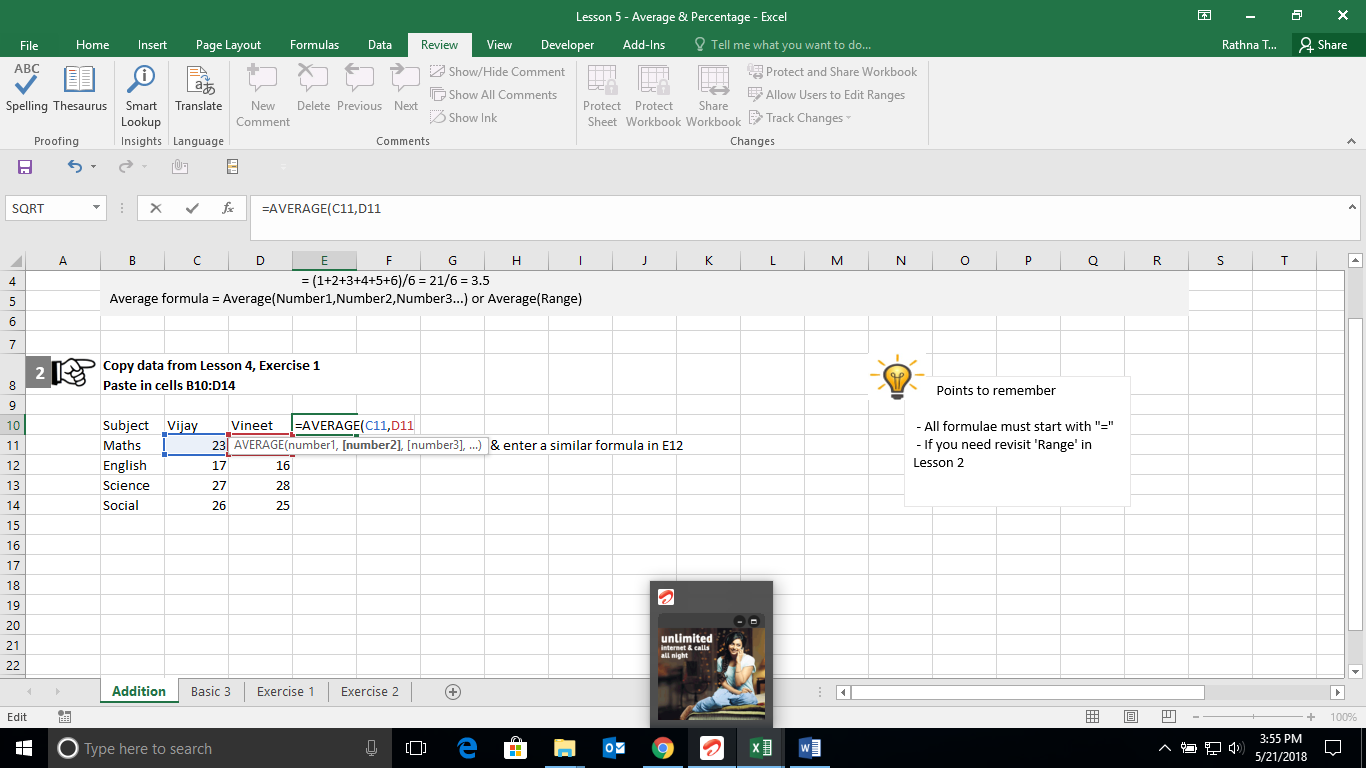 Lesson 5 - Average & Percentage - Excel
File Home Insert Page Layout Formulas Data Review View Developer Add-Ins Tell me what you want to do... Rathna T... Share
ABC
Spelling Thesaurus Smart Lookup Translate New Comment Delete Previous Next Show/Hide Comment Show All Comments Show Ink Protect Sheet Protect Workbook Share Workbook Protect and Share Workbook Allow Users to Edit Ranges Track Changes
Proofing Insights Language Comments Changes
SQRT fx =AVERAGE(C11,D11
A B C D E F G H I J K L M N O P Q R S T
4 = (1+2+3+4+5+6)/6 = 21/6 = 3.5
5 Average formula = Average(Number1,Number2,Number3...) or Average(Range)
6
7
2 Copy data from Lesson 4, Exercise 1
8 Paste in cells B10:D14
Points to remember
9
10 Subject Vijay Vineet =AVERAGE(C11,D11
- All formulae must start with "="
11 Maths 23 AVERAGE(number1, [number2], [number3], ...) & enter a similar formula in E12
- If you need revisit 'Range' in
Lesson 2
12 English 17 16
13 Science 27 28
14 Social 26 25
15
16
17
18
19
20
21
22
unlimited
internet & calls
all night
Addition Basic 3 Exercise 1 Exercise 2
Edit 100%
Type here to search
3:55 PM
5/21/2018